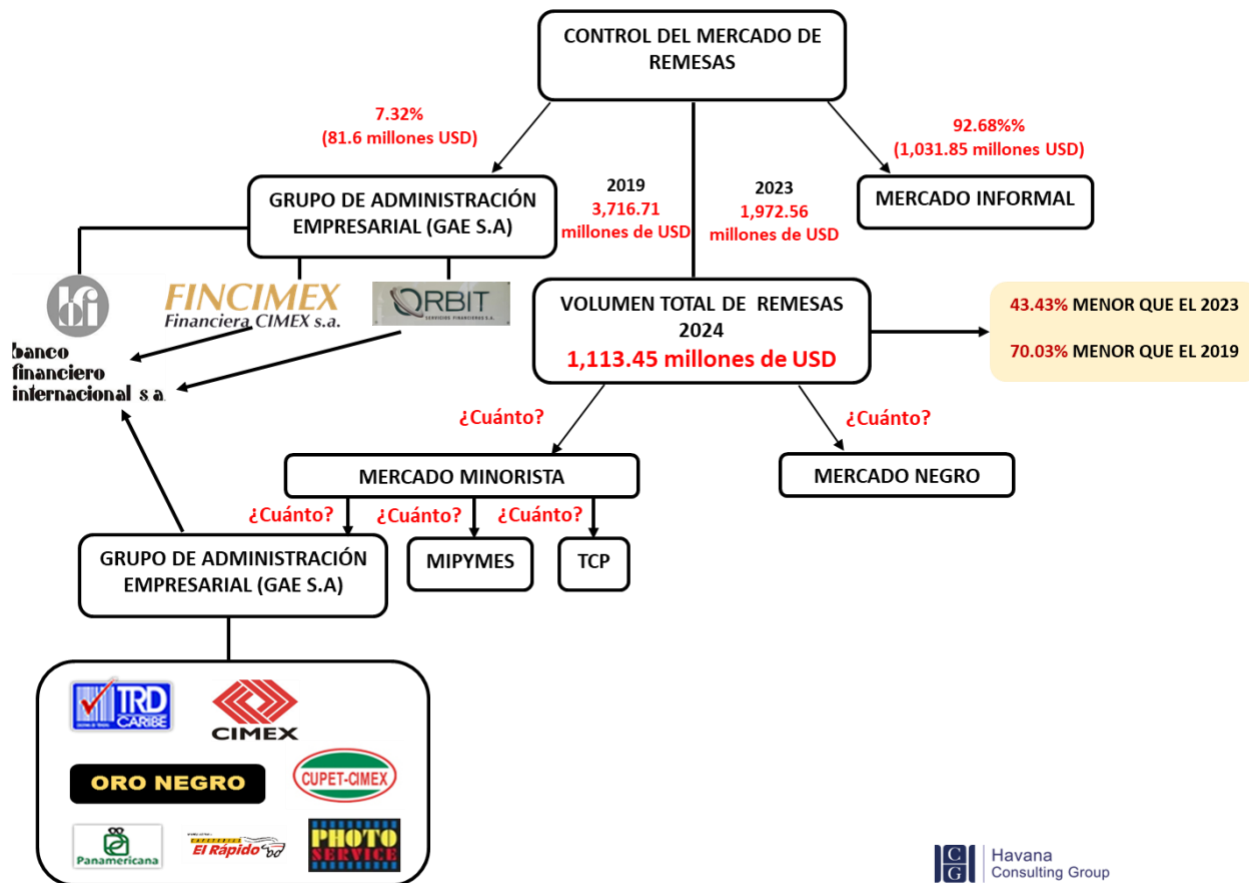 CONTROL DEL MERCADO DE
REMESAS
7.32%
(81.6 millones USD)
92.68%%
(1,031.85 millones USD)
GRUPO DE ADMINISTRACIÓN
EMPRESARIAL (GAE S.A)
2019
3,716.71
millones de USD
2023
1,972.56
millones de USD
MERCADO INFORMAL
bfi
banco
financiero
internacional s.a.
FINCIMEX
Financiera CIMEX s.a.
ORBIT
SERVICIOS FINANCIEROS S.A.
VOLUMEN TOTAL DE REMESAS
2024
1,113.45 millones de USD
43.43% MENOR QUE EL 2023
70.03% MENOR QUE EL 2019
¿Cuánto?
¿Cuánto?
MERCADO MINORISTA
MERCADO NEGRO
¿Cuánto?
¿Cuánto?
¿Cuánto?
GRUPO DE ADMINISTRACIÓN
EMPRESARIAL (GAE S.A)
MIPYMES
TCP
TRD
CARIBE
CIMEX
ORO NEGRO
CUPET-CIMEX
Panamericana
El Rápido
PHOTO
SERVICE
CG
Havana
Consulting Group